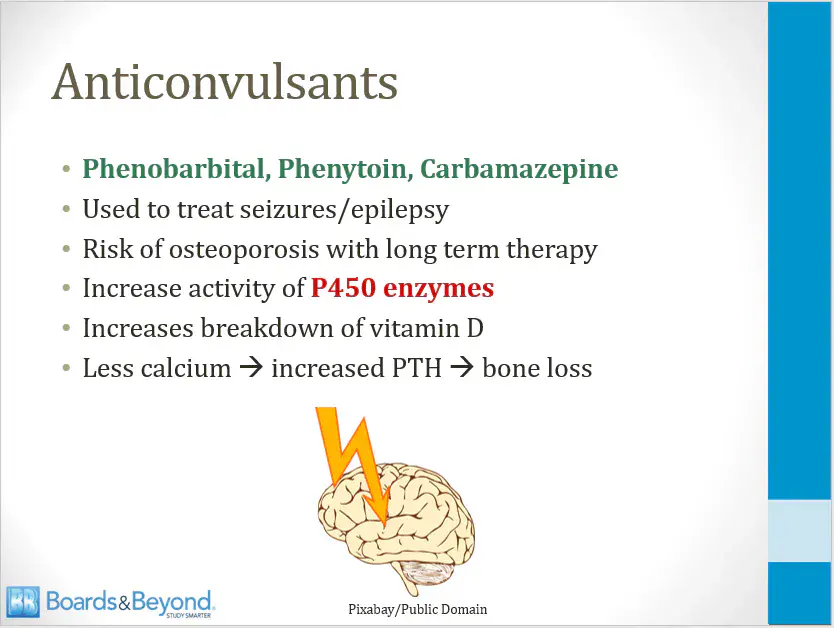 Anticonvulsants
• Phenobarbital, Phenytoin, Carbamazepine
• Used to treat seizures/epilepsy
• Risk of osteoporosis with long term therapy
• Increase activity of P450 enzymes
• Increases breakdown of vitamin D
• Less calcium → increased PTH → bone loss
BB Boards&Beyond.
STUDY SMARTER
Pixabay/Public Domain